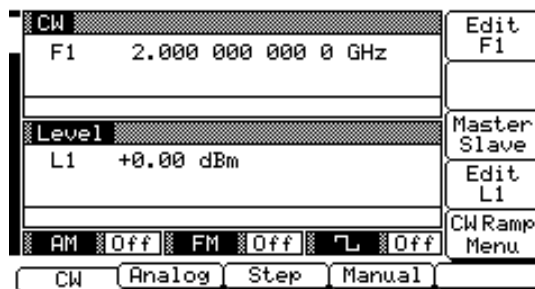 CW
F1 2.000 000 000 0 GHz
Level
L1 +0.00 dBm
AM Off FM Off Off
Edit
F1
Master
Slave
Edit
L1
CW Ramp
Menu
CW Analog Step Manual